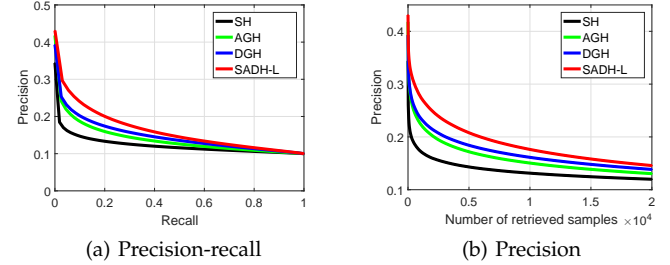 0.5
0.4
0.3
0.2
0.1
0
Precision
SH
AGH
DGH
SADH-L
0 0.2 0.4 0.6 0.8 1
Recall
(a) Precision-recall
0.4
0.3
0.2
0.1
Precision
SH
AGH
DGH
SADH-L
0 0.5 1 1.5 2
Number of retrieved samples ×10^4
(b) Precision